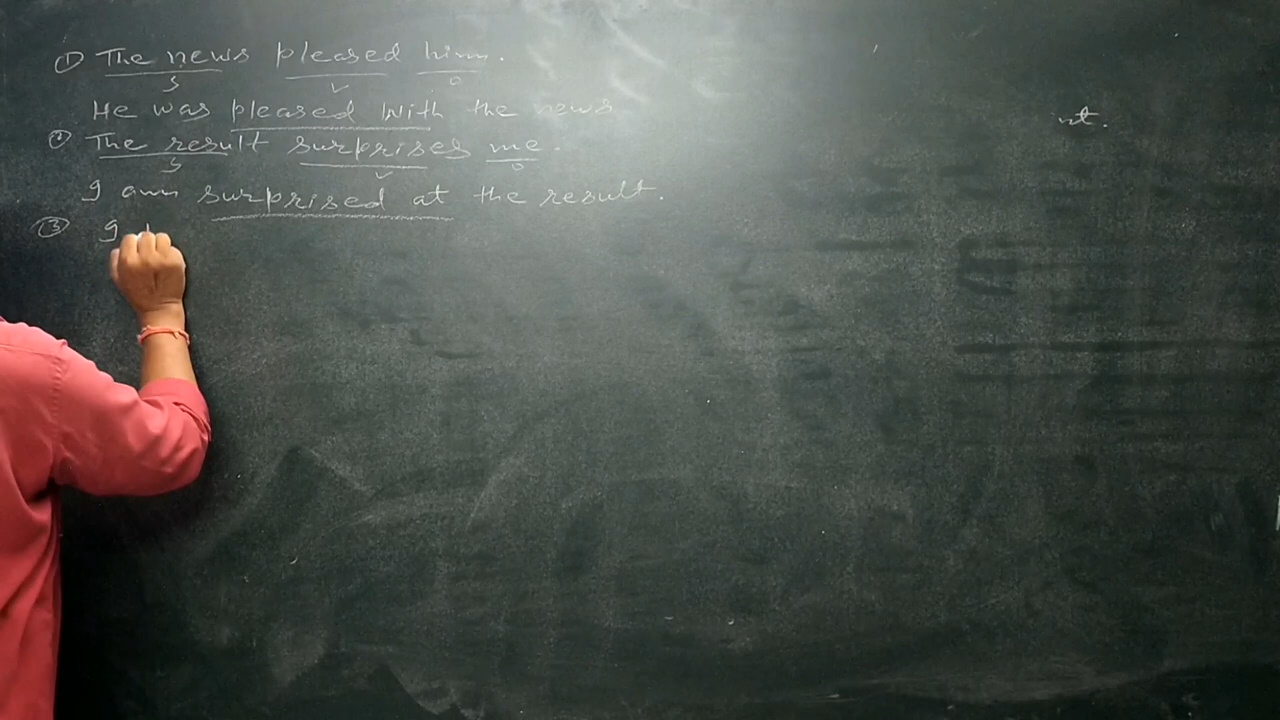 ① The news pleased him.
S V O
He was pleased with the news
② The result surprises me.
S V O
I am surprised at the result.
③ I